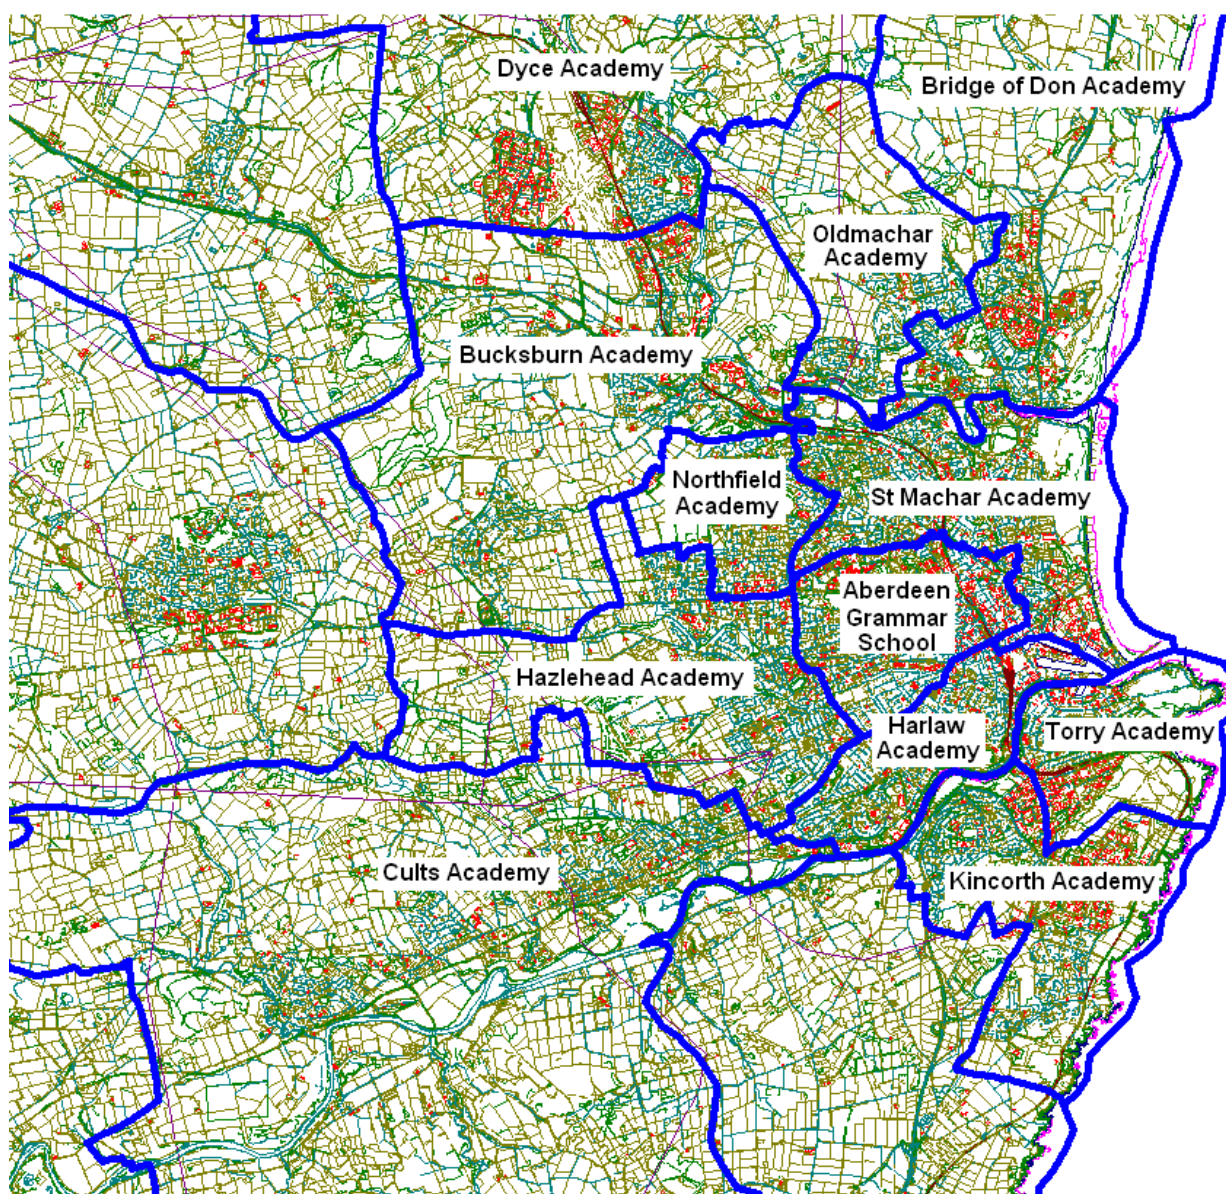 Dyce Academy
Bridge of Don Academy
Oldmachar
Academy
Bucksburn Academy
Northfield
Academy
St Machar Academy
Aberdeen
Grammar
School
Hazlehead Academy
Harlaw
Academy
Torry Academy
Cults Academy
Kincorth Academy